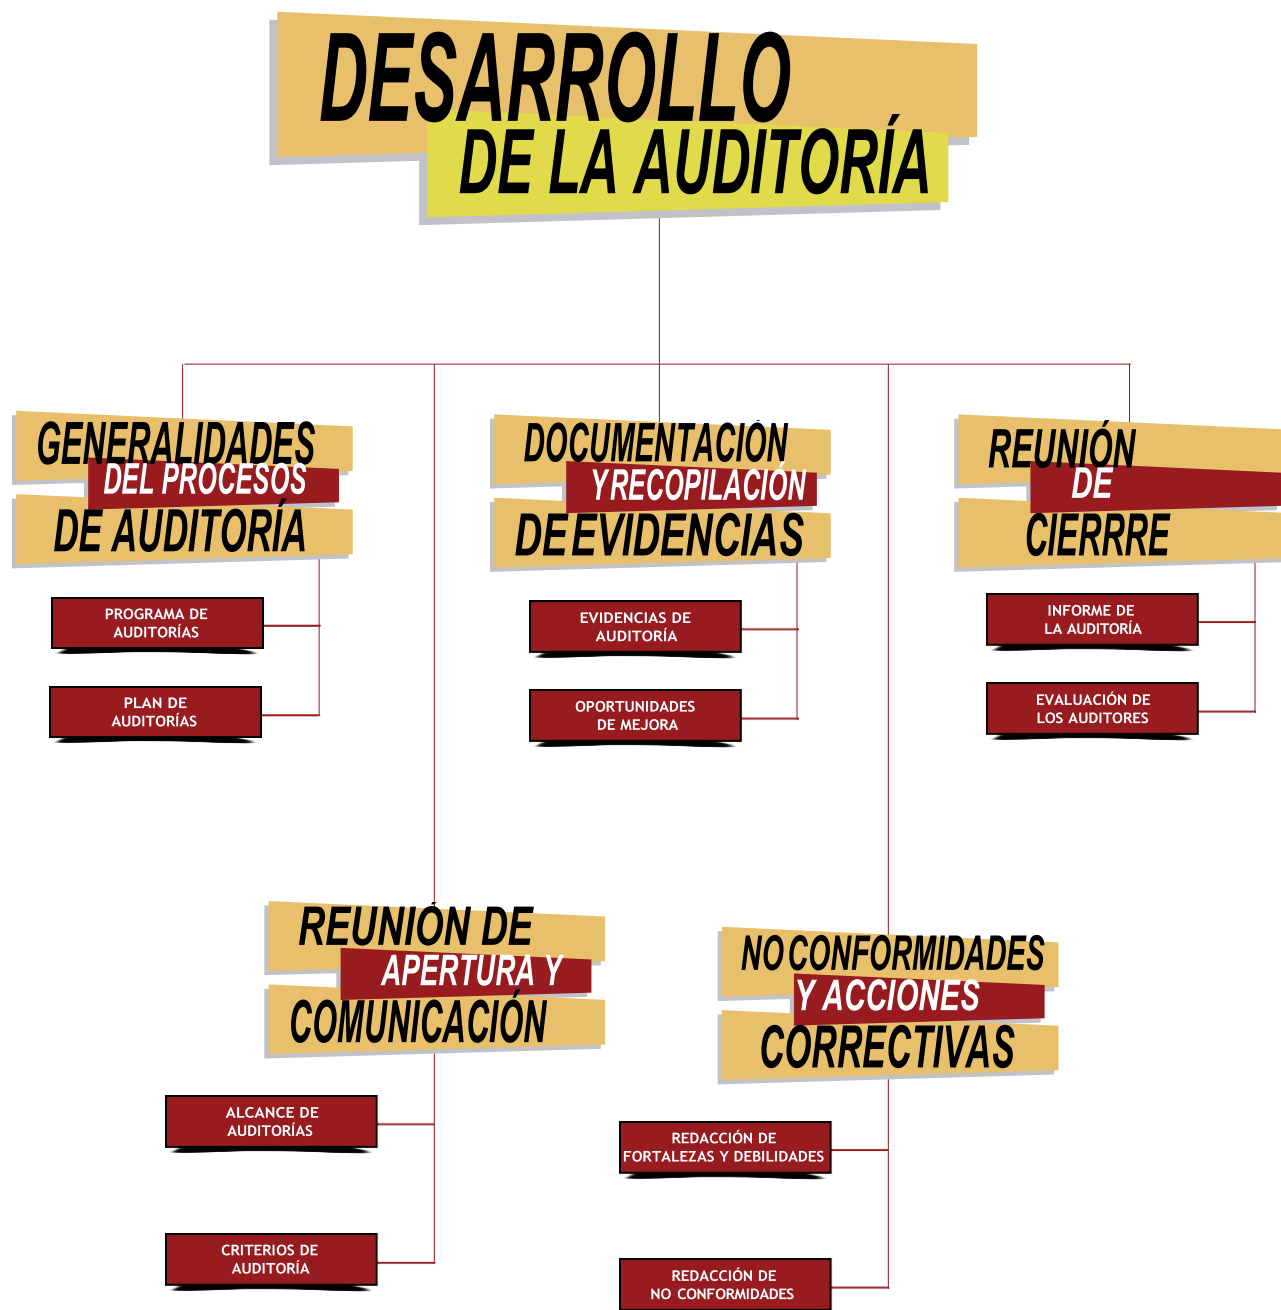 DESARROLLO
DE LA AUDITORÍA
GENERALIDADES
DEL PROCESOS
DE AUDITORÍA
PROGRAMA DE
AUDITORÍAS
PLAN DE
AUDITORÍAS
DOCUMENTACIÓN
Y RECOPILACIÓN
DE EVIDENCIAS
EVIDENCIAS DE
AUDITORÍA
OPORTUNIDADES
DE MEJORA
REUNIÓN
DE
CIERRRE
INFORME DE
LA AUDITORÍA
EVALUACIÓN DE
LOS AUDITORES
REUNIÓN DE
APERTURA Y
COMUNICACIÓN
ALCANCE DE
AUDITORÍAS
CRITERIOS DE
AUDITORÍA
NO CONFORMIDADES
Y ACCIONES
CORRECTIVAS
REDACCIÓN DE
FORTALEZAS Y DEBILIDADES
REDACCIÓN DE
NO CONFORMIDADES